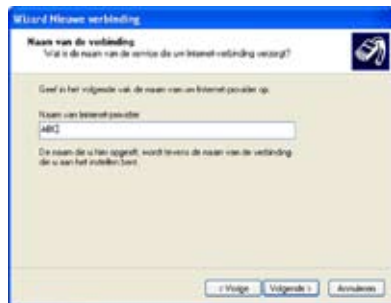 Wizard Nieuwe verbinding
Naam van de verbinding
Wat is de naam van de service die uw Internet-verbinding verzorgt?
Geef in het volgende vak de naam van uw Internet-provider op.
Naam van Internet-provider
ABC
De naam die u hier opgeeft, wordt tevens de naam van de verbinding
die u aan het instellen bent.
< Vorige
Volgende >
Annuleren